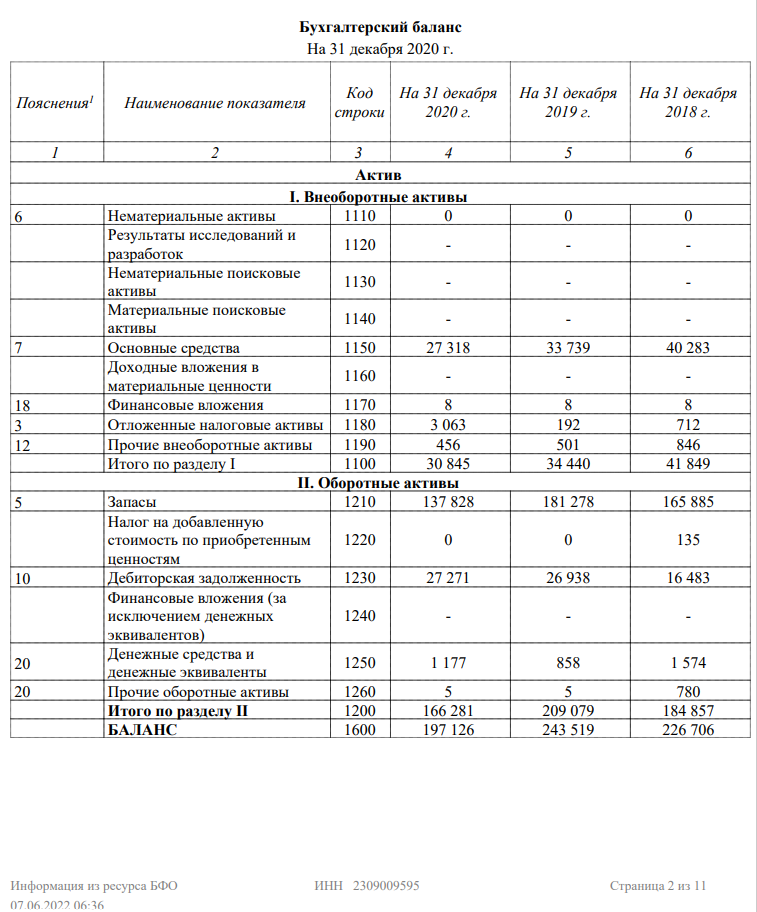 Бухгалтерский баланс
На 31 декабря 2020 г.
Пояснения¹ Наименование показателя Код строки На 31 декабря 2020 г. На 31 декабря 2019 г. На 31 декабря 2018 г.
1 2 3 4 5 6
Актив
I. Внеоборотные активы
6 Нематериальные активы 1110 0 0 0
Результаты исследований и разработок 1120 - - -
Нематериальные поисковые активы 1130 - - -
Материальные поисковые активы 1140 - - -
7 Основные средства 1150 27 318 33 739 40 283
Доходные вложения в материальные ценности 1160 - - -
18 Финансовые вложения 1170 8 8 8
3 Отложенные налоговые активы 1180 3 063 192 712
12 Прочие внеоборотные активы 1190 456 501 846
Итого по разделу I 1100 30 845 34 440 41 849
II. Оборотные активы
5 Запасы 1210 137 828 181 278 165 885
Налог на добавленную стоимость по приобретенным ценностям 1220 0 0 135
10 Дебиторская задолженность 1230 27 271 26 938 16 483
Финансовые вложения (за исключением денежных эквивалентов) 1240 - - -
20 Денежные средства и денежные эквиваленты 1250 1 177 858 1 574
20 Прочие оборотные активы 1260 5 5 780
Итого по разделу II 1200 166 281 209 079 184 857
БАЛАНС 1600 197 126 243 519 226 706
Информация из ресурса БФО ИНН 2309009595 Страница 2 из 11
07.06.2022 06:36